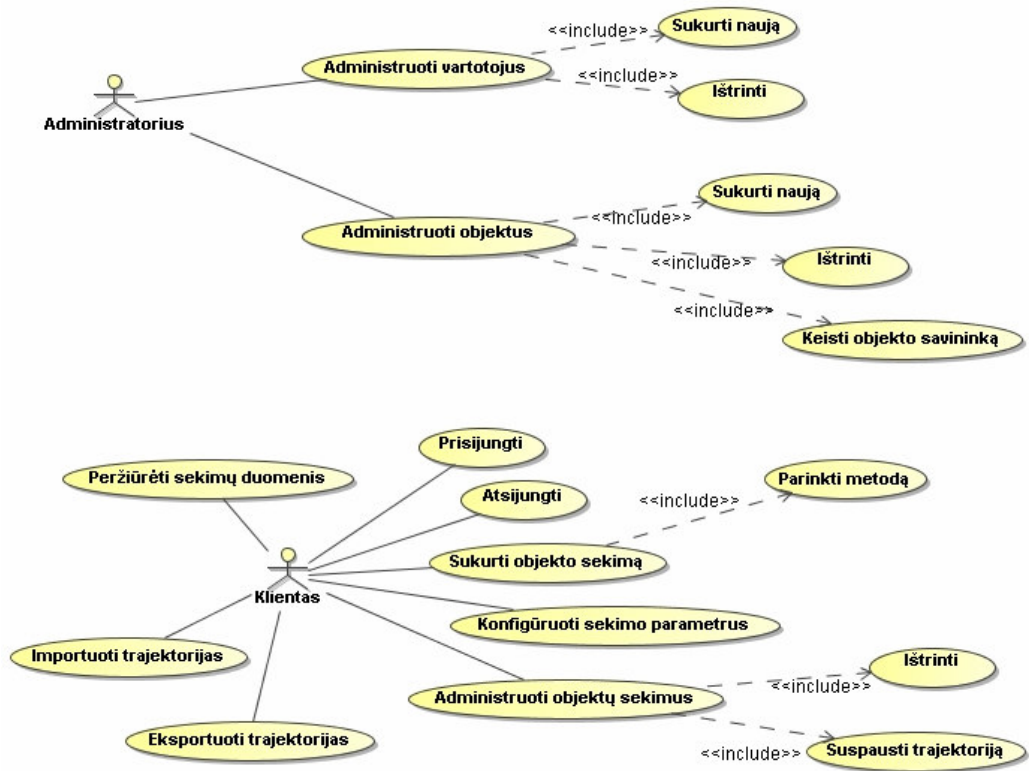 Sukurti naują
<<include>>
Administruoti vartotojus
<<include>>
Ištrinti
Administratorius
Sukurti naują
<<include>>
Administruoti objektus
<<include>>
Ištrinti
<<include>>
Keisti objekto savininką
Prisijungti
Peržiūrėti sekimų duomenis
Parinkti metodą
Atsijungti
<<include>>
Sukurti objekto sekimą
Klientas
Konfigūruoti sekimo parametrus
Importuoti trajektorijas
Ištrinti
<<include>>
Administruoti objektų sekimus
Eksportuoti trajektorijas
<<include>>
Suspausti trajektoriją